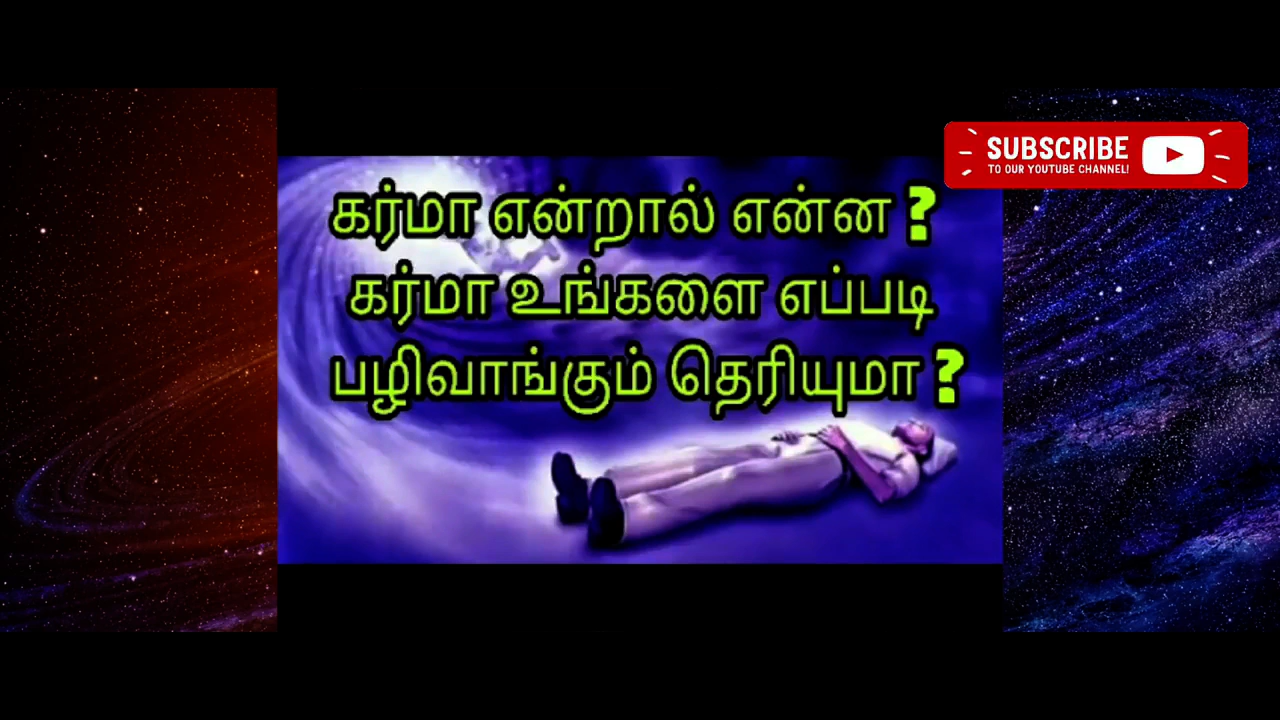 SUBSCRIBE
TO OUR YOUTUBE CHANNEL!
கர்மா என்றால் என்ன ?
கர்மா உங்களை எப்படி
பழிவாங்கும் தெரியுமா ?